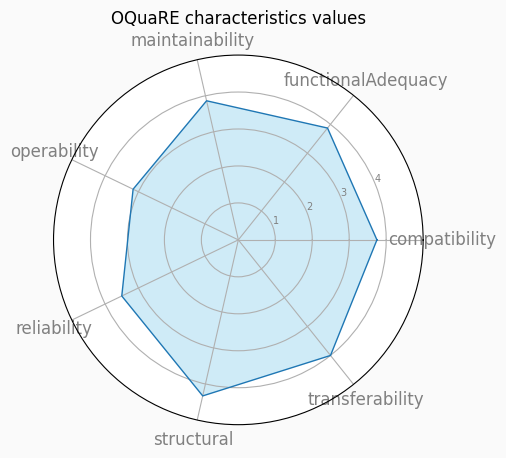 OQuaRE characteristics values
maintainability
functionalAdequacy
operability
4
3
2
1
compatibility
reliability
transferability
structural